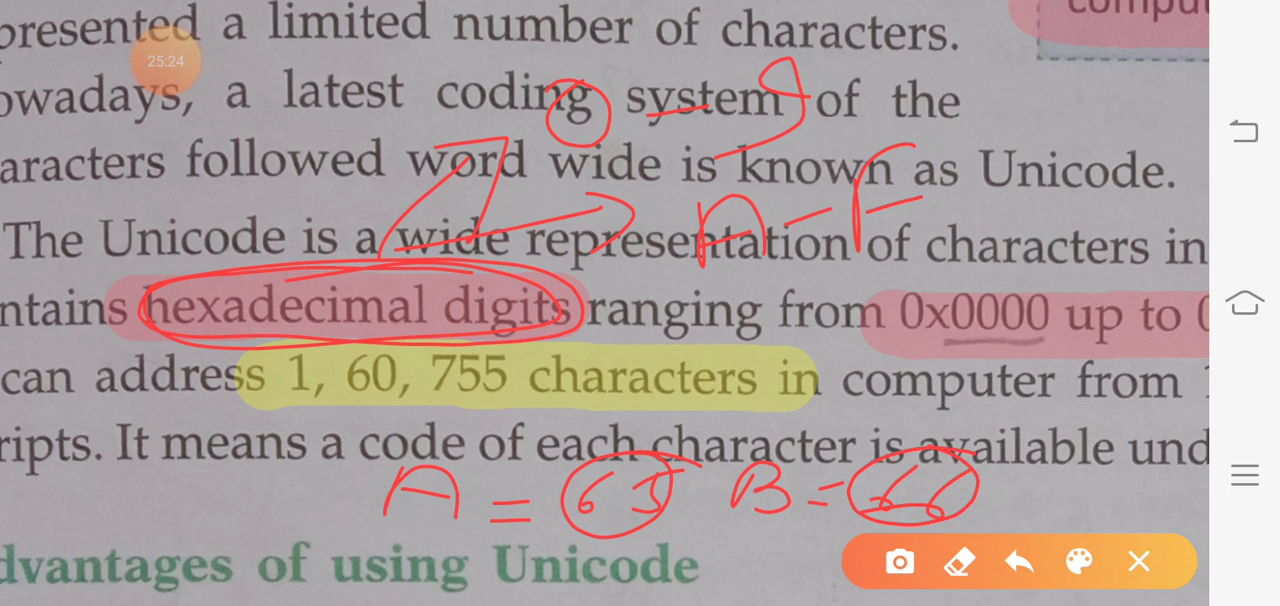 compu
presented a limited number of characters.
25:24
owadays, a latest coding system of the
aracters followed word wide is known as Unicode.
The Unicode is a wide representation of characters in
A-F
ntains hexadecimal digits ranging from 0x0000 up to 0
can address 1, 60, 755 characters in computer from
ripts. It means a code of each character is available und
A = 65 B = 66
dvantages of using Unicode